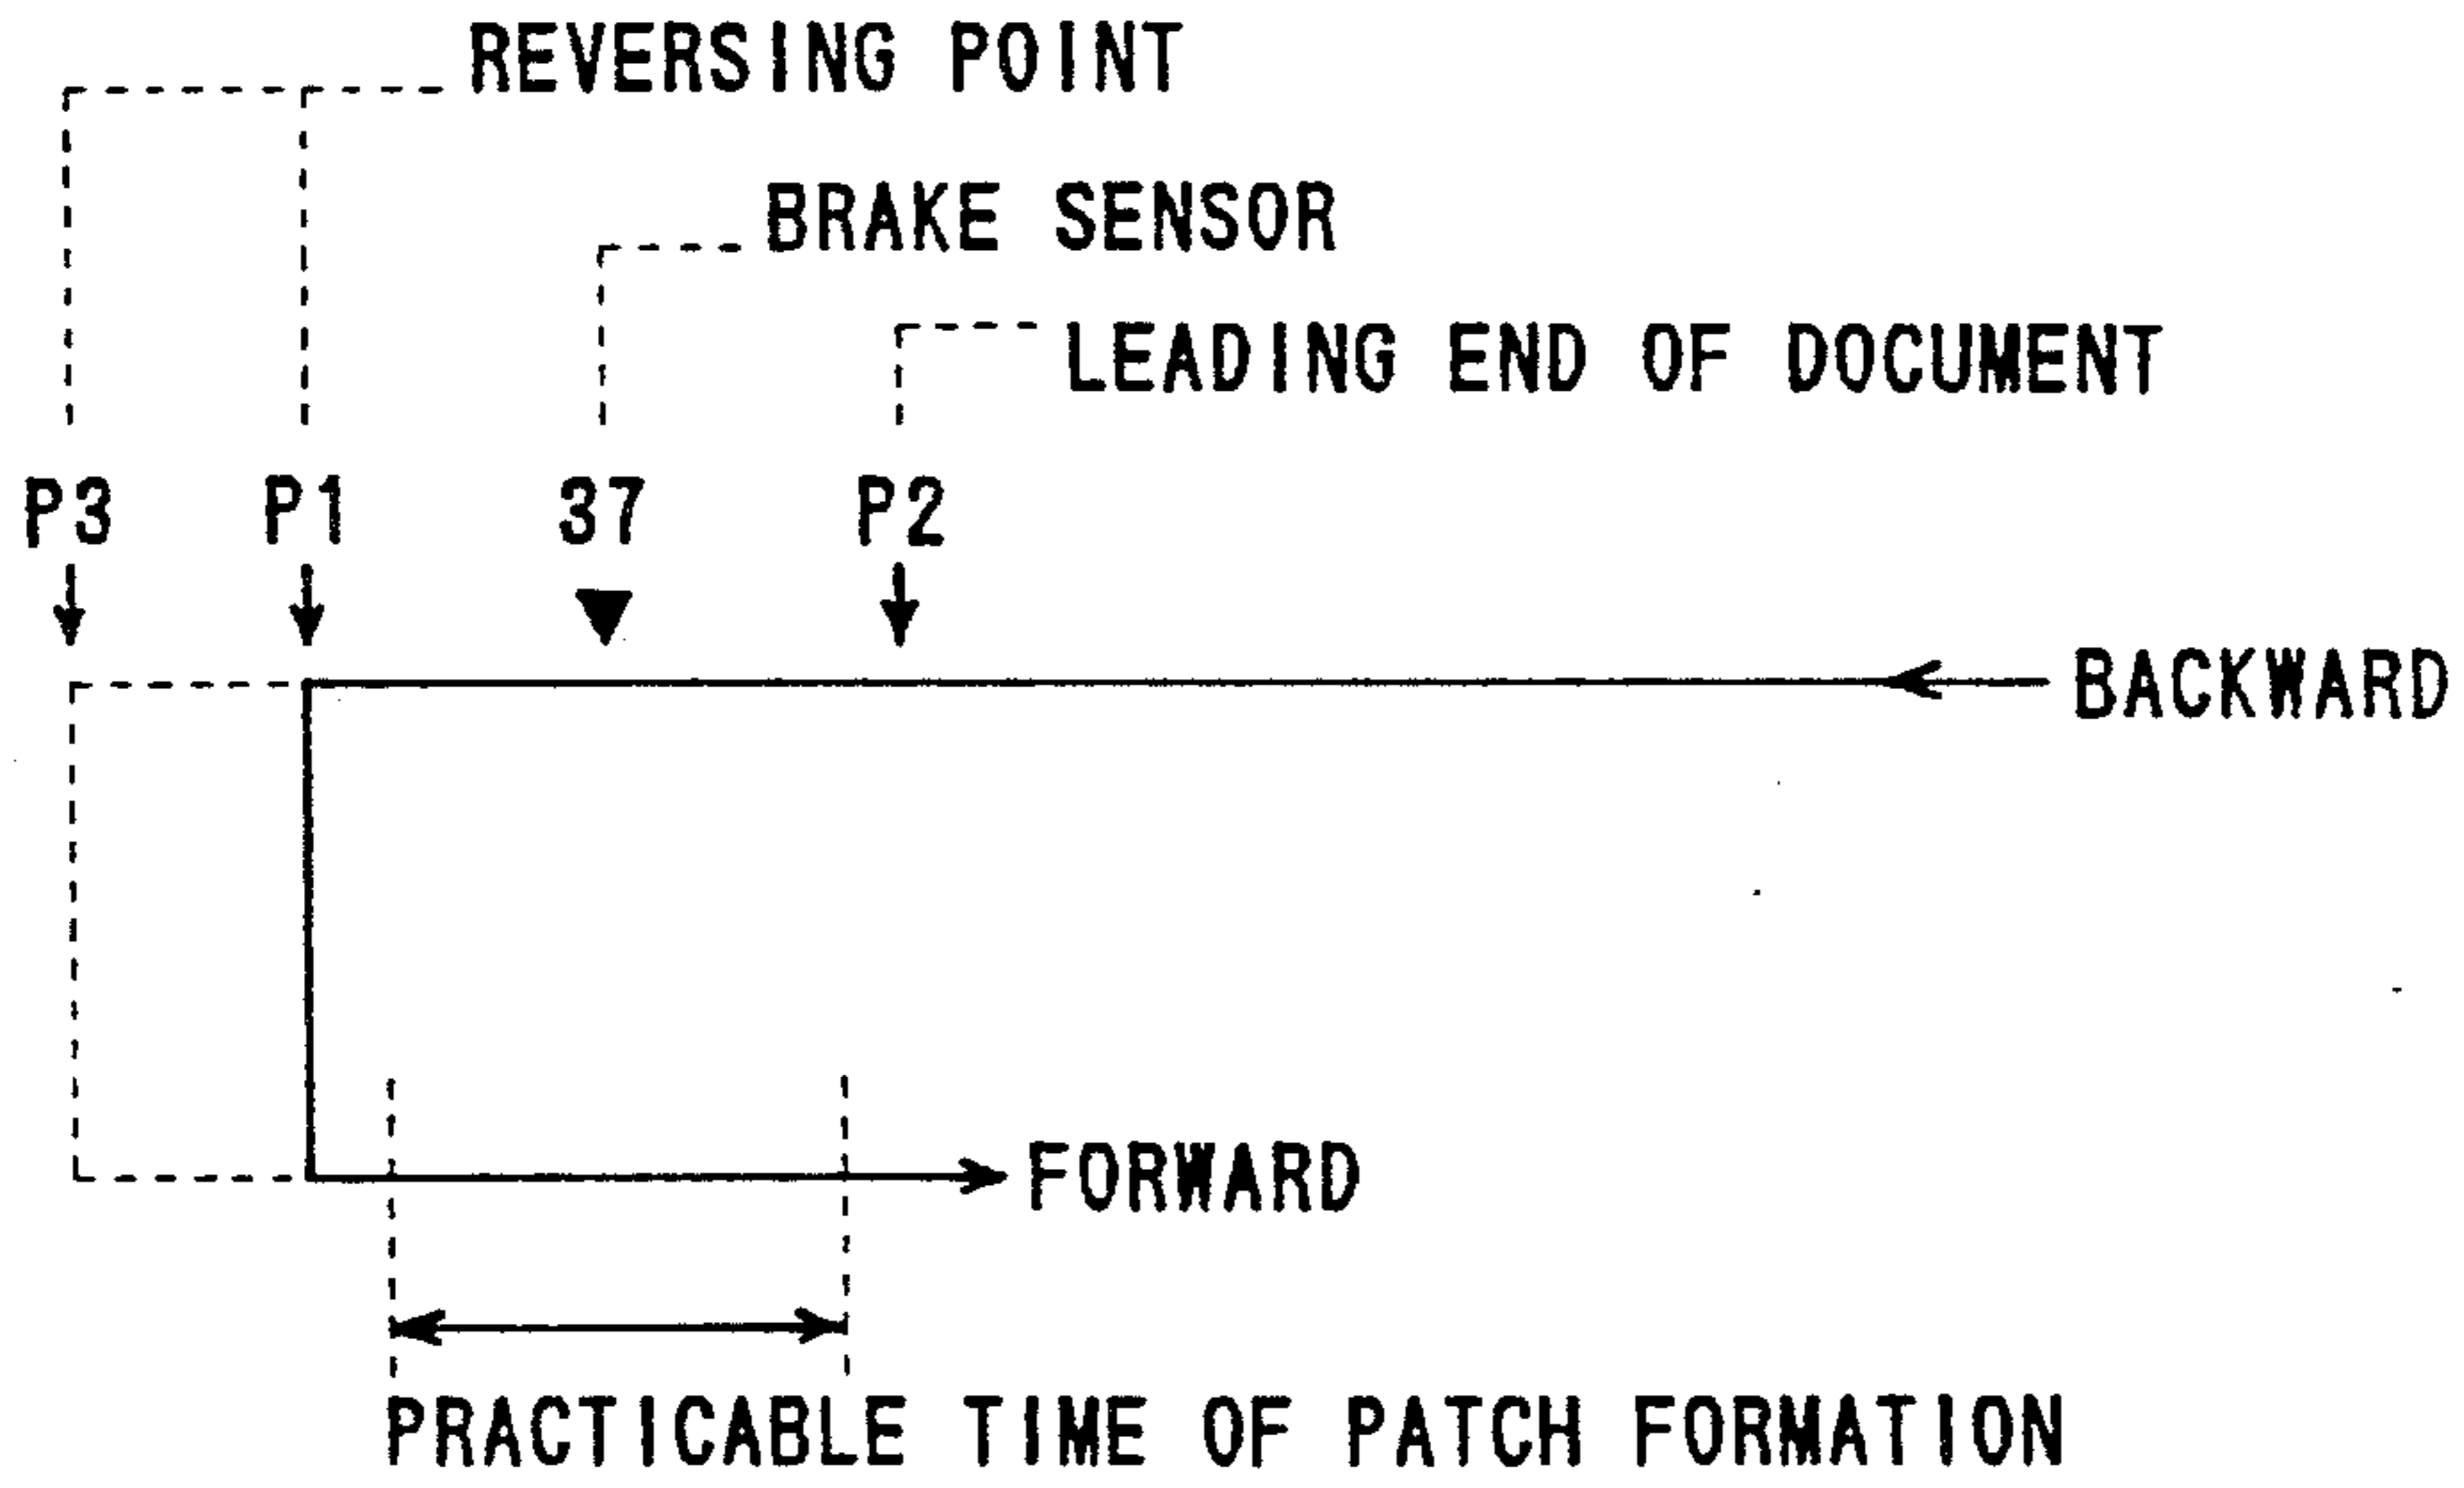 REVERSING POINT
BRAKE SENSOR
LEADING END OF DOCUMENT
P3 P1 37 P2
BACKWARD
FORWARD
PRACTICABLE TIME OF PATCH FORMATION